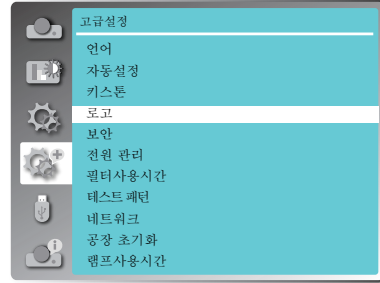 고급설정
언어
자동설정
키스톤
로고
보안
전원 관리
필터사용시간
테스트 패턴
네트워크
공장 초기화
램프사용시간